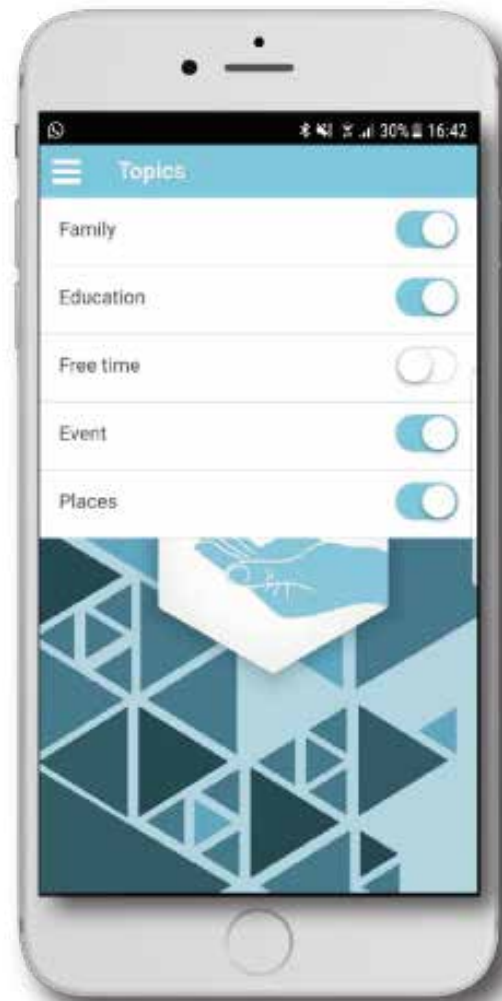 30% 16:42
Topics
Family
Education
Free time
Event
Places